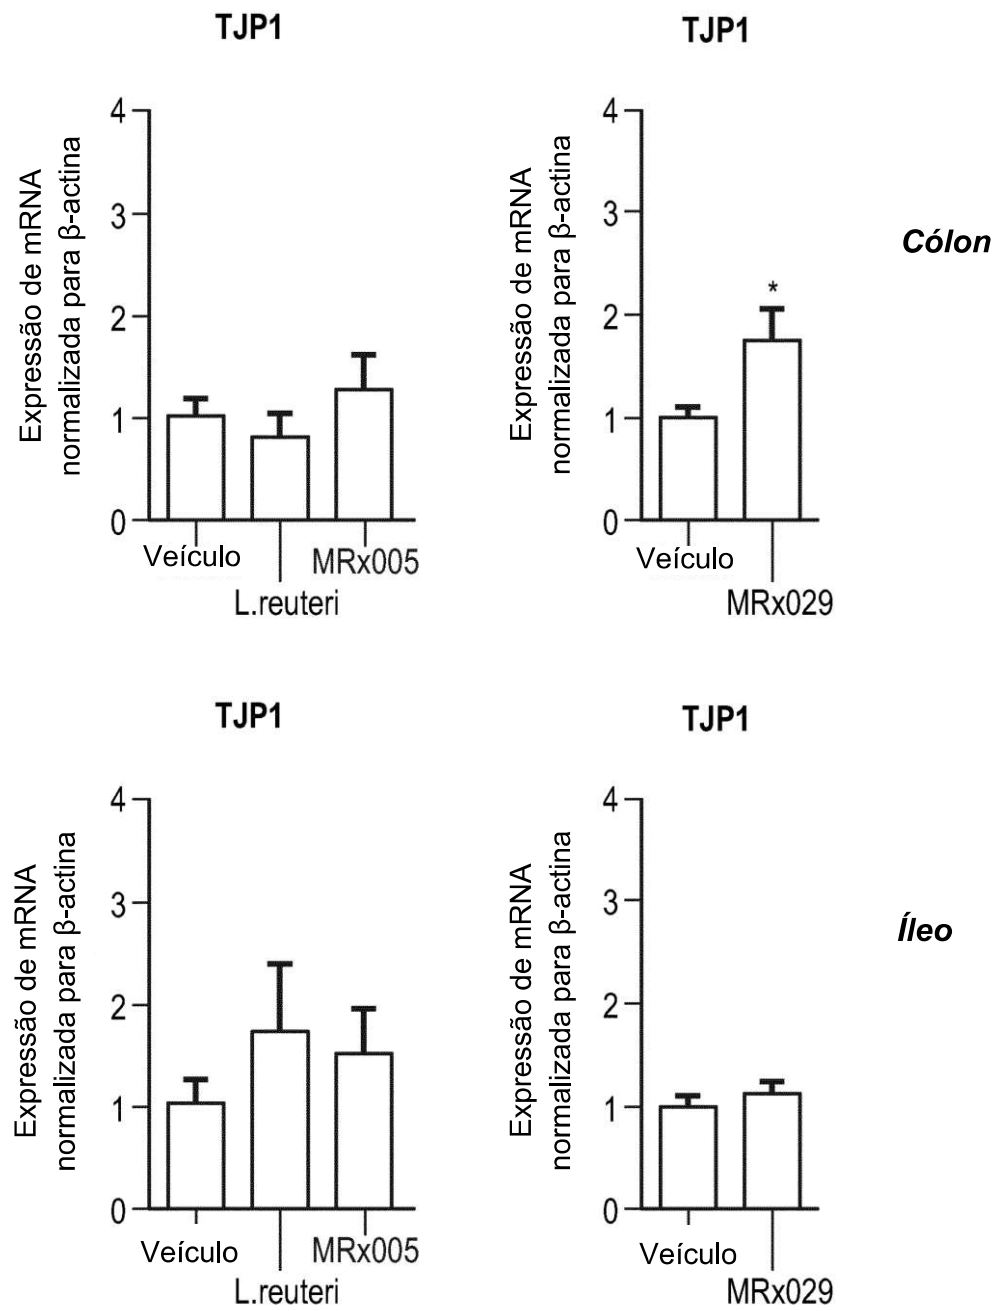 TJP1
Expressão de mRNA
normalizada para β-actina
4
3
2
1
0
Veículo
L.reuteri
MRx005
TJP1
Expressão de mRNA
normalizada para β-actina
4
3
2
1
0
*
Veículo
MRx029
Cólon
TJP1
Expressão de mRNA
normalizada para β-actina
4
3
2
1
0
Veículo
L.reuteri
MRx005
TJP1
Expressão de mRNA
normalizada para β-actina
4
3
2
1
0
Veículo
MRx029
Íleo